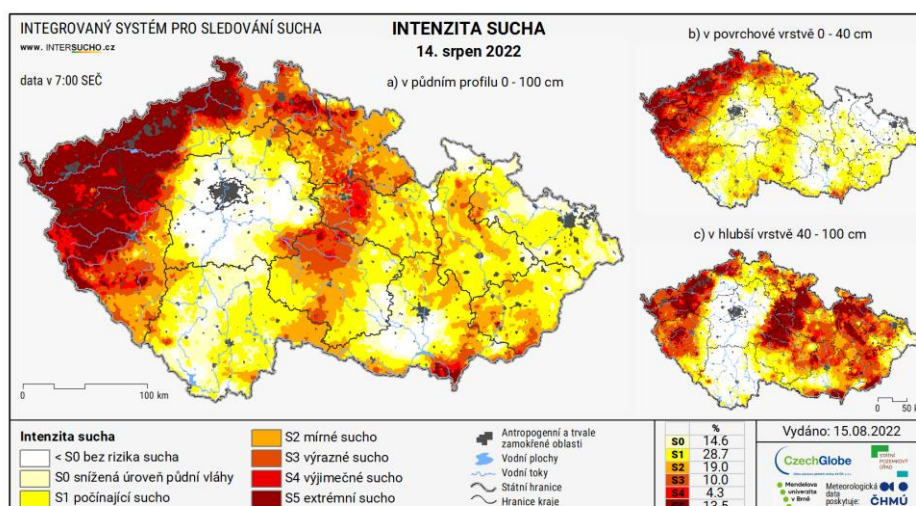 INTEGROVANÝ SYSTÉM PRO SLEDOVÁNÍ SUCHA
www. INTERSUCHO.cz
data v 7:00 SEČ
INTENZITA SUCHA
14. srpen 2022
a) v půdním profilu 0 - 100 cm
b) v povrchové vrstvě 0 - 40 cm
c) v hlubší vrstvě 40 - 100 cm
0 100 km
0 50 k
Intenzita sucha
< S0 bez rizika sucha
S0 snížená úroveň půdní vláhy
S1 počínající sucho
S2 mírné sucho
S3 výrazné sucho
S4 výjimečné sucho
S5 extrémní sucho
Antropogenní a trvale
zamokřené oblasti
Vodní plochy
Vodní toky
Státní hranice
Hranice kraje
%
S0 14.6
S1 28.7
S2 19.0
S3 10.0
S4 4.3
Vydáno: 15.08.2022
CzechGlobe
STÁTNÍ
POZEMKOVÝ
ÚŘAD
Mendelova
univerzita
v Brně
Meteorologická
data
poskytuje:
ČHMÚ